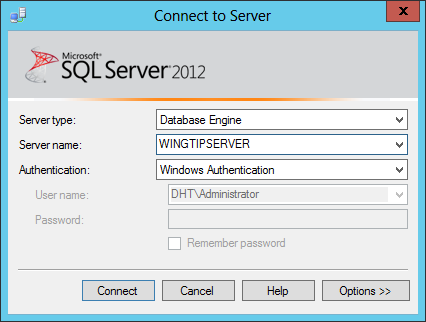 Connect to Server
x
Microsoft
SQL Server 2012
Server type: Database Engine
Server name: WINGTIPSERVER
Authentication: Windows Authentication
User name: DHT\Administrator
Password:
Remember password
Connect Cancel Help Options >>